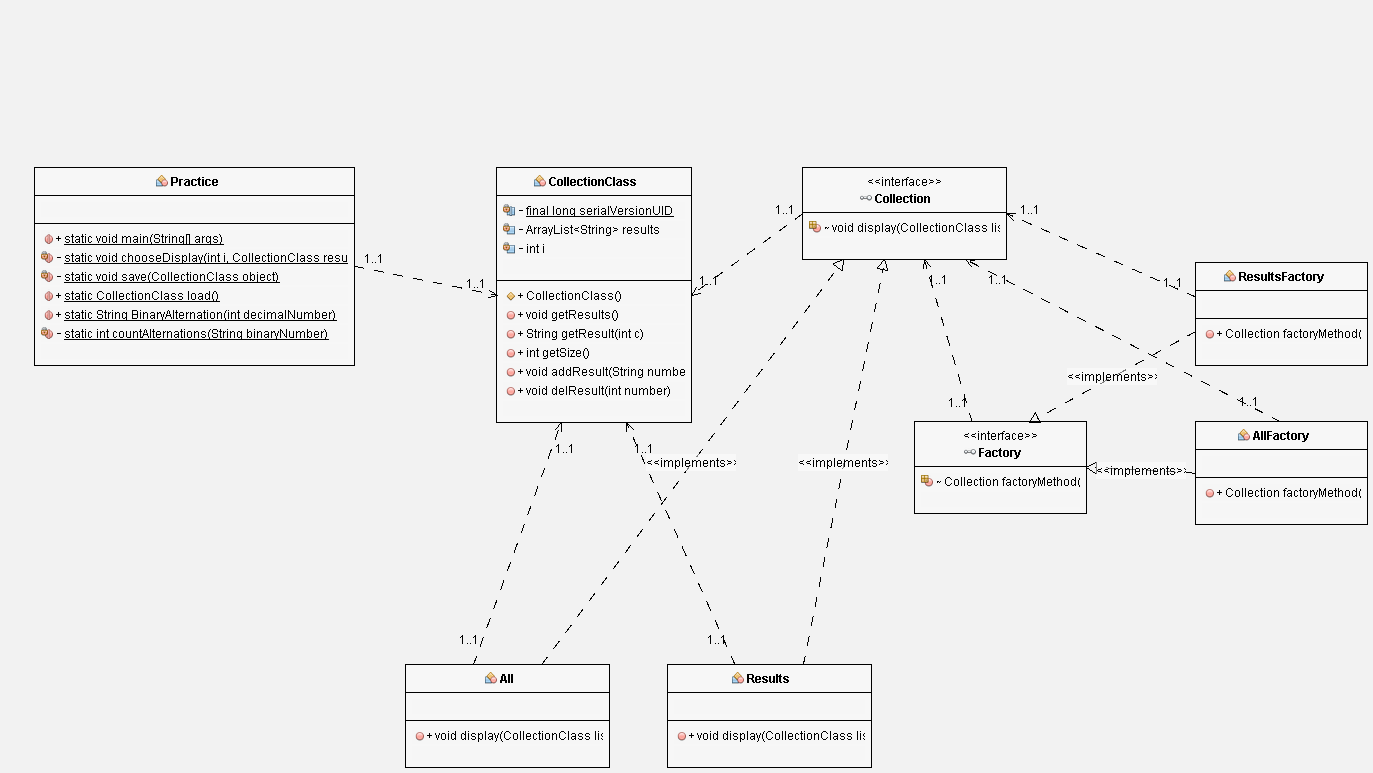 Practice
+ static void main(String[] args)
- static void chooseDisplay(int i, CollectionClass resu
- static void save(CollectionClass object)
+ static CollectionClass load()
+ static String BinaryAlternation(int decimalNumber)
- static int countAlternations(String binaryNumber)
1..1
1..1
CollectionClass
- final long serialVersionUID
- ArrayList<String> results
- int i
+ CollectionClass()
+ void getResults()
+ String getResult(int c)
+ int getSize()
+ void addResult(String numbe
+ void delResult(int number)
1..1
1..1
<<interface>>
Collection
~ void display(CollectionClass lis
1..1
1..1
1..1
1..1
ResultsFactory
+ Collection factoryMethod(
<<implements>>
1..1
1..1
<<interface>>
Factory
~ Collection factoryMethod(
<<implements>>
AllFactory
+ Collection factoryMethod(
1..1
1..1
<<implements>>
<<implements>>
1..1
1..1
All
+ void display(CollectionClass lis
Results
+ void display(CollectionClass lis